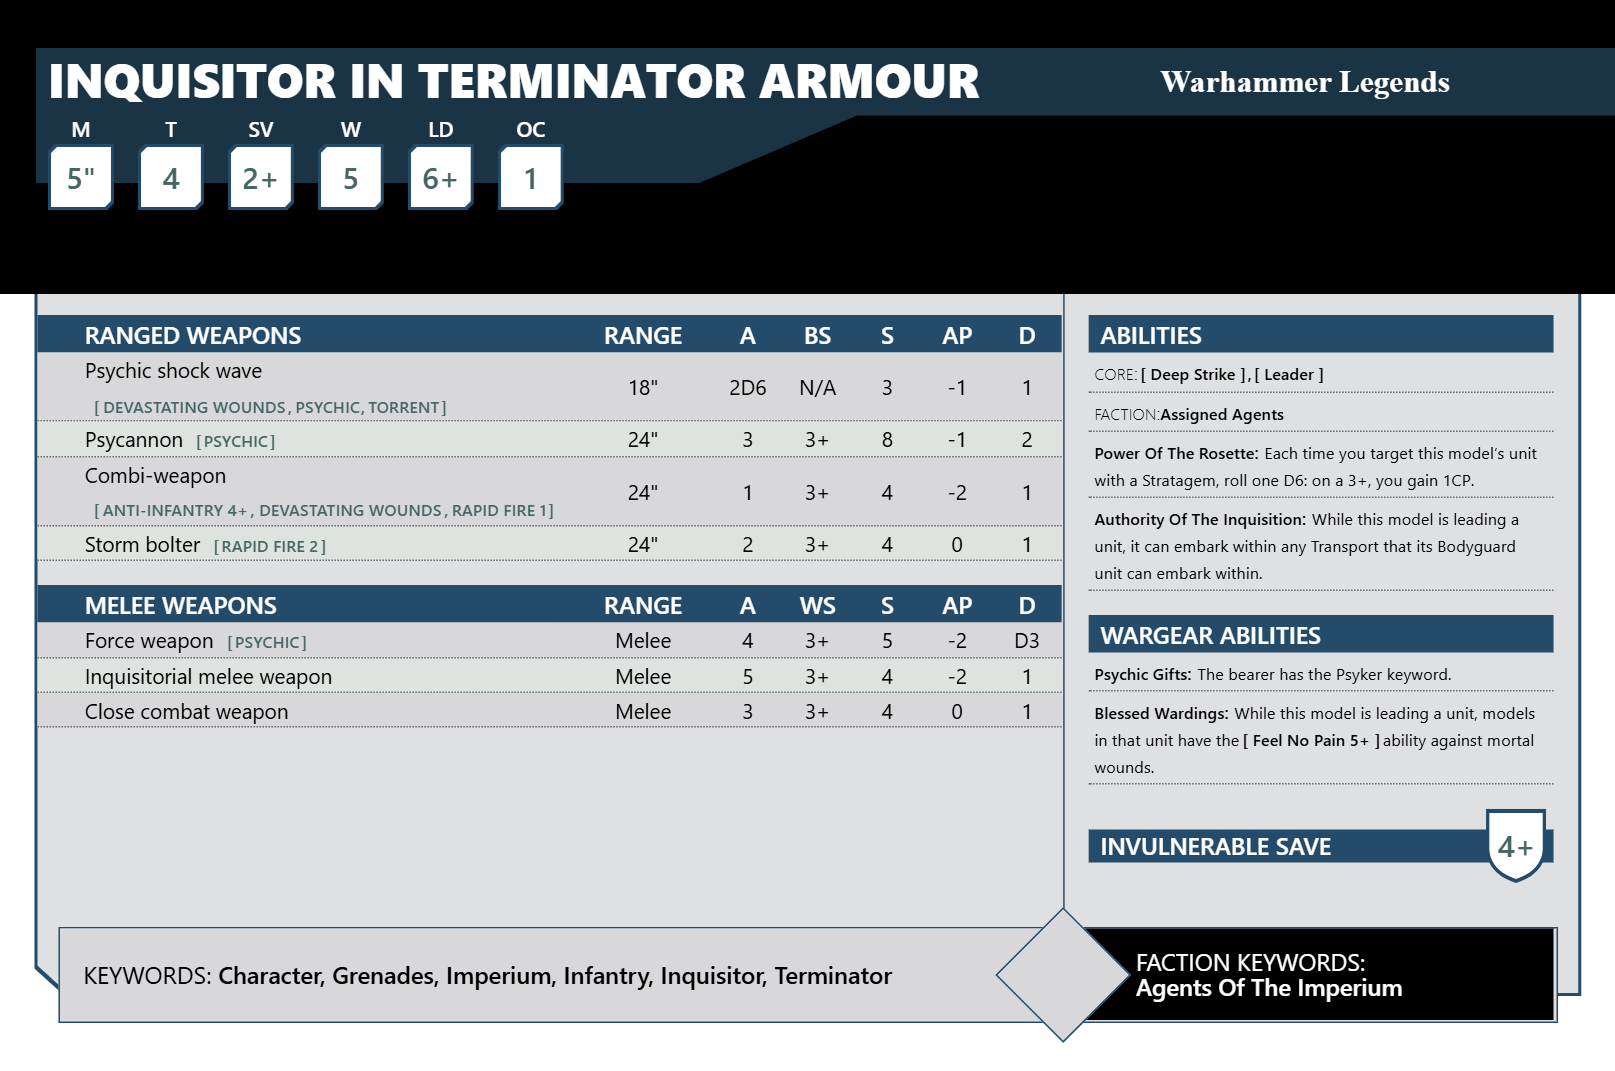 INQUISITOR IN TERMINATOR ARMOUR
Warhammer Legends
M T SV W LD OC
5" 4 2+ 5 6+ 1
RANGED WEAPONS RANGE A BS S AP D
Psychic shock wave
[ DEVASTATING WOUNDS, PSYCHIC, TORRENT ] 18" 2D6 N/A 3 -1 1
Psycannon [ PSYCHIC ] 24" 3 3+ 8 -1 2
Combi-weapon
[ ANTI-INFANTRY 4+, DEVASTATING WOUNDS, RAPID FIRE 1 ] 24" 1 3+ 4 -2 1
Storm bolter [ RAPID FIRE 2 ] 24" 2 3+ 4 0 1
MELEE WEAPONS RANGE A WS S AP D
Force weapon [ PSYCHIC ] Melee 4 3+ 5 -2 D3
Inquisitorial melee weapon Melee 5 3+ 4 -2 1
Close combat weapon Melee 3 3+ 4 0 1
ABILITIES
CORE: [ Deep Strike ], [ Leader ]
FACTION:Assigned Agents
Power Of The Rosette: Each time you target this model's unit
with a Stratagem, roll one D6: on a 3+, you gain 1CP.
Authority Of The Inquisition: While this model is leading a
unit, it can embark within any Transport that its Bodyguard
unit can embark within.
WARGEAR ABILITIES
Psychic Gifts: The bearer has the Psyker keyword.
Blessed Wardings: While this model is leading a unit, models
in that unit have the [ Feel No Pain 5+ ] ability against mortal
wounds.
INVULNERABLE SAVE 4+
KEYWORDS: Character, Grenades, Imperium, Infantry, Inquisitor, Terminator
FACTION KEYWORDS:
Agents Of The Imperium